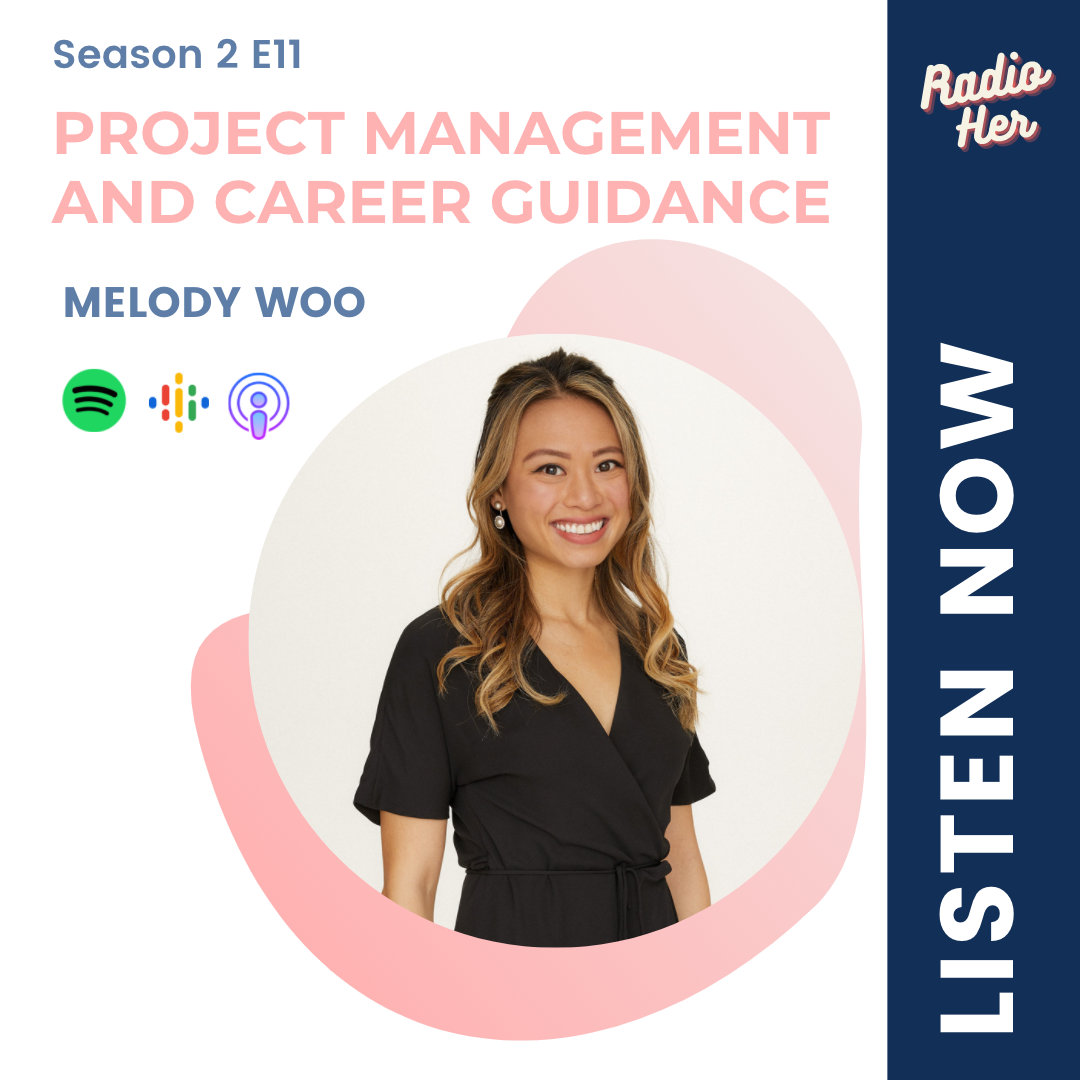 Season 2 E11
PROJECT MANAGEMENT
AND CAREER GUIDANCE
MELODY WOO
Radio
Her
LISTEN NOW